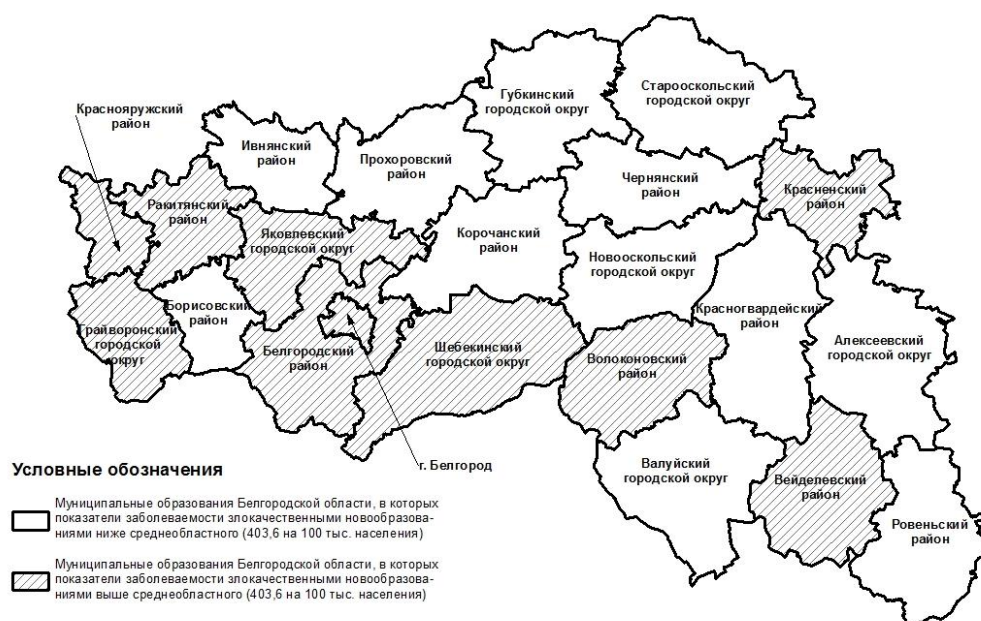 Старооскольский
городской округ
Губкинский
городской округ
Краснояружский
район
Ивнянский
район
Прохоровский
район
Чернянский
район
Красненский
район
Ракитянский
район
Яковлевский
городской округ
Корочанский
район
Новооскольский
городской округ
Борисовский
район
Красногвардейский
район
Грайворонский
городской
округ
Белгородский
район
Шебекинский
городской округ
Волоконовский
район
Алексеевский
городской округ
г. Белгород
Валуйский
городской округ
Вейделевский
район
Ровеньский
район
Условные обозначения
Муниципальные образования Белгородской области, в которых
показатели заболеваемости злокачественными новообразова-
ниями ниже среднеобластного (403,6 на 100 тыс. населения)
Муниципальные образования Белгородской области, в которых
показатели заболеваемости злокачественными новообразова-
ниями выше среднеобластного (403,6 на 100 тыс. населения)